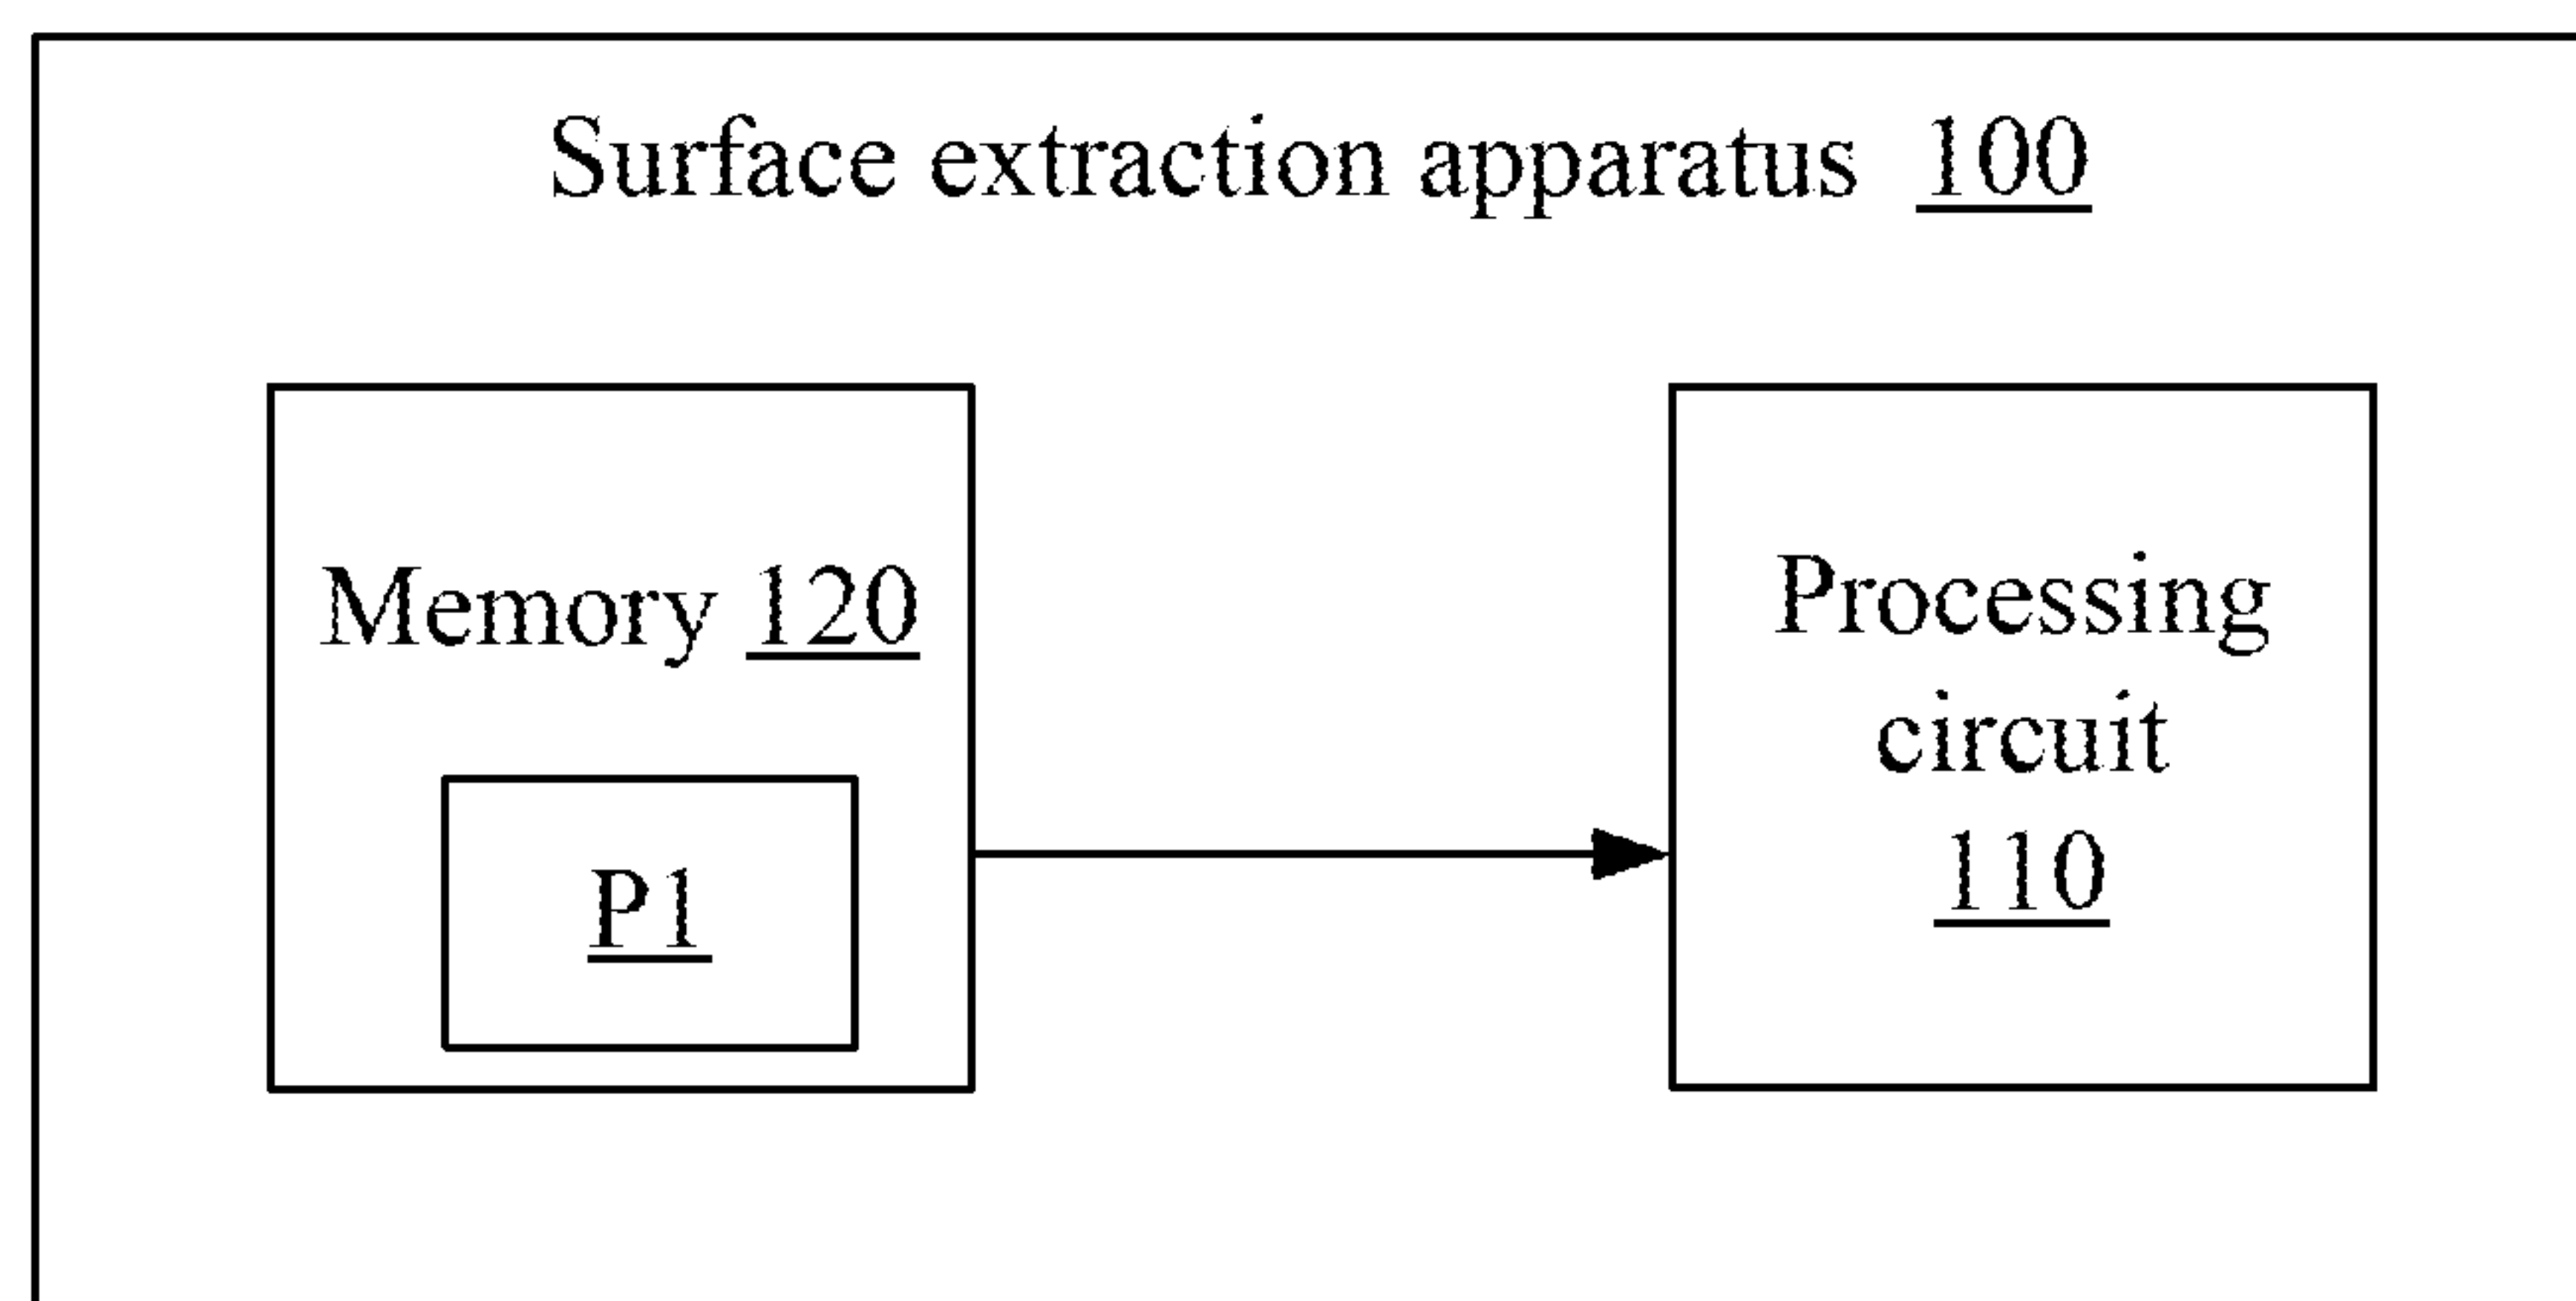 Surface extraction apparatus 100
Memory 120
P1
Processing
circuit
110